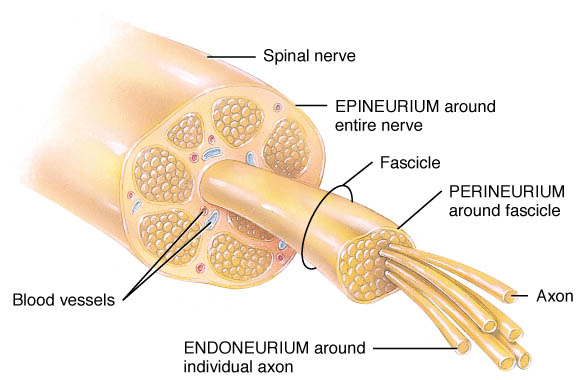 Spinal nerve
EPINEURIUM around
entire nerve
Fascicle
PERINEURIUM
around fascicle
Blood vessels
Axon
ENDONEURIUM around
individual axon